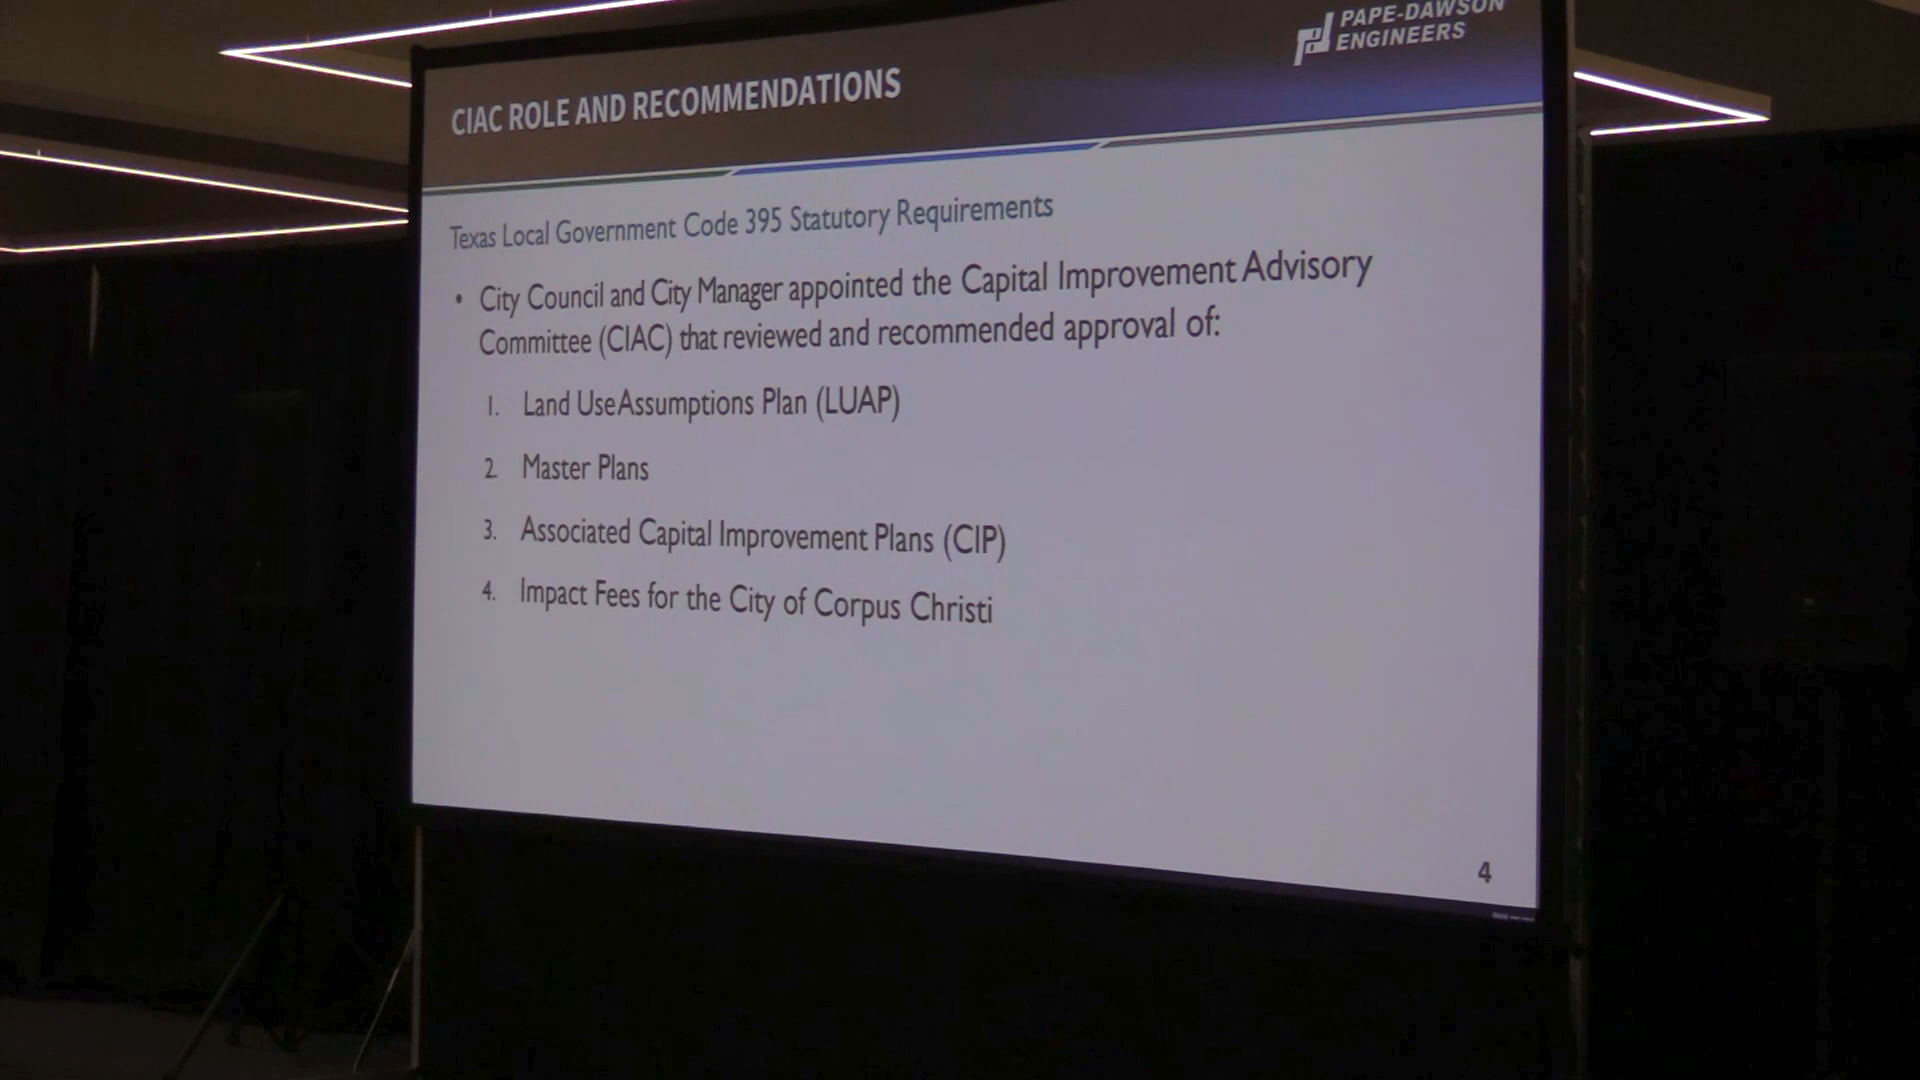 PAPE-DAWSON
ENGINEERS
CIAC ROLE AND RECOMMENDATIONS
Texas Local Government Code 395 Statutory Requirements
• City Council and City Manager appointed the Capital Improvement Advisory
Committee (CIAC) that reviewed and recommended approval of:
1. Land Use Assumptions Plan (LUAP)
2. Master Plans
3. Associated Capital Improvement Plans (CIP)
4. Impact Fees for the City of Corpus Christi
4